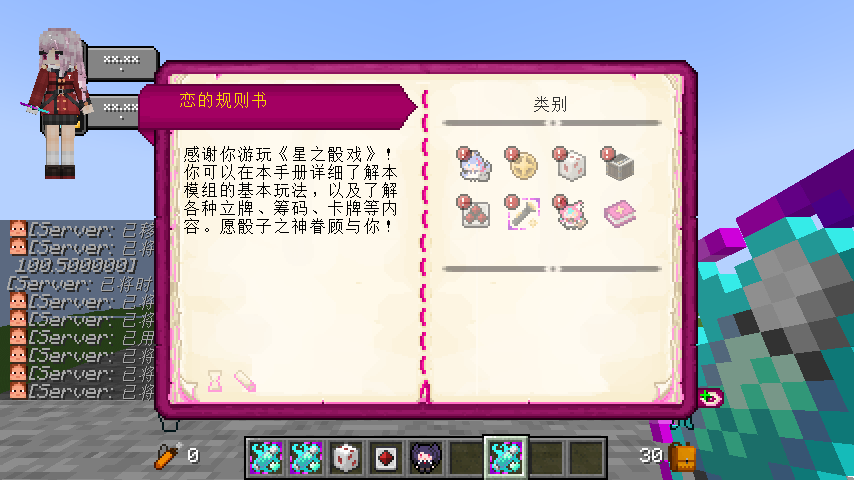 xx.xx
xx.xx
恋的规则书
感谢你游玩《星之骰戏》！
你可以在本手册详细了解本
模组的基本玩法，以及了解
各种立牌、筹码、卡牌等内
容。愿骰子之神眷顾与你！
类别
[Server: 已移
[Server: 已将
100.500000]
[Server: 已将时
[Server: 已将
[Server: 已将
[Server: 已用
[Server: 已将
[Server: 已将
[Server: 已将
0
30